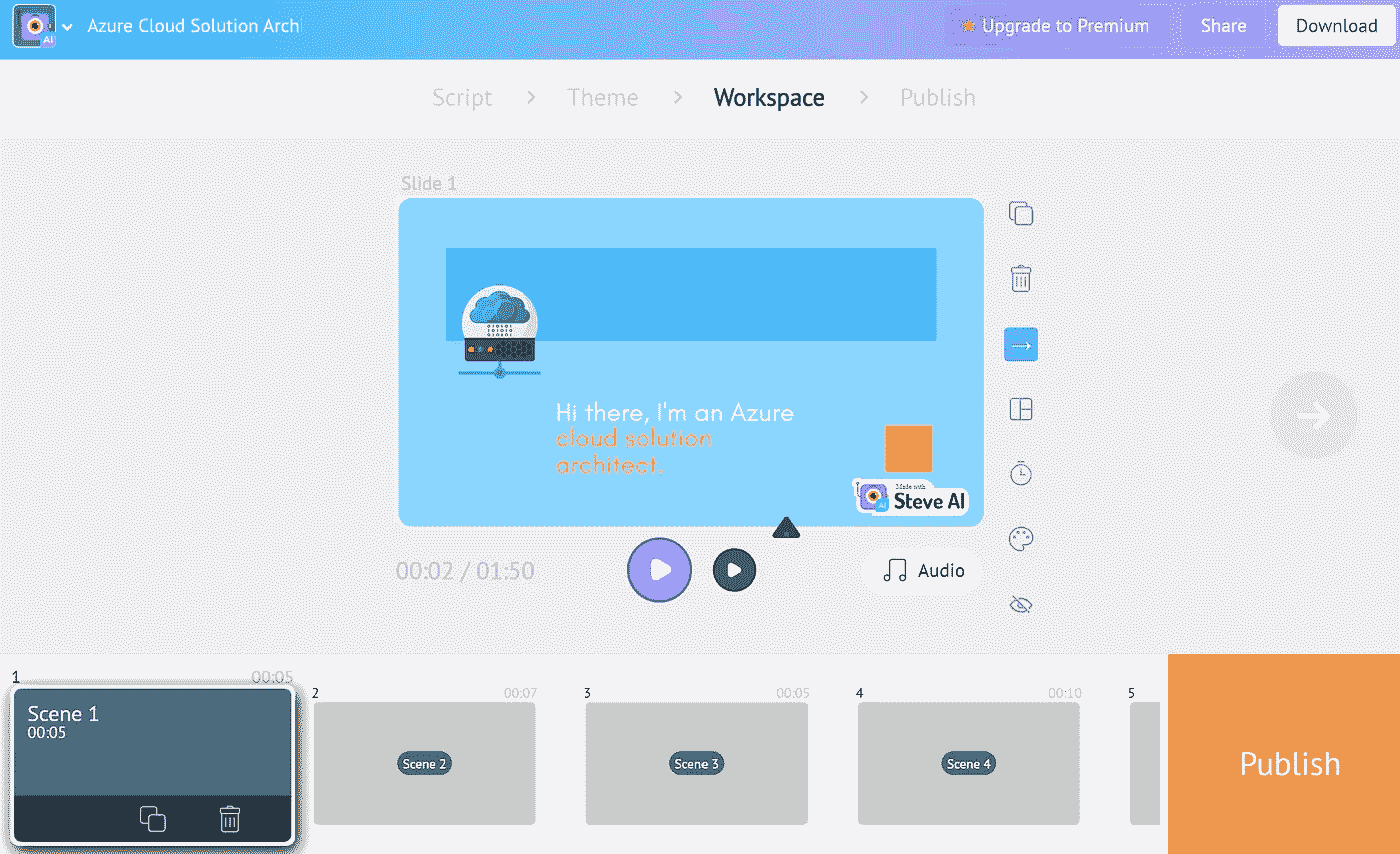 Azure Cloud Solution Arch
Upgrade to Premium
Share
Download
Script
Theme
Workspace
Publish
Slide 1
Hi there, I'm an Azure
cloud solution
architect.
Made with
Steve AI
AI
00:02 / 01:50
Audio
1
00:05
Scene 1
00:05
2
00:07
Scene 2
3
00:05
Scene 3
4
00:10
Scene 4
5
Publish